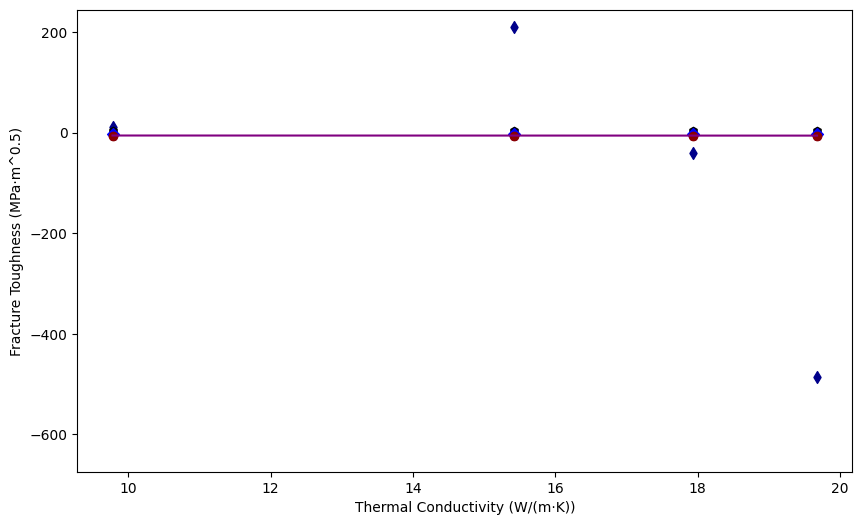 200
0
−200
−400
−600
Fracture Toughness (MPa·m^0.5)
10 12 14 16 18 20
Thermal Conductivity (W/(m·K))